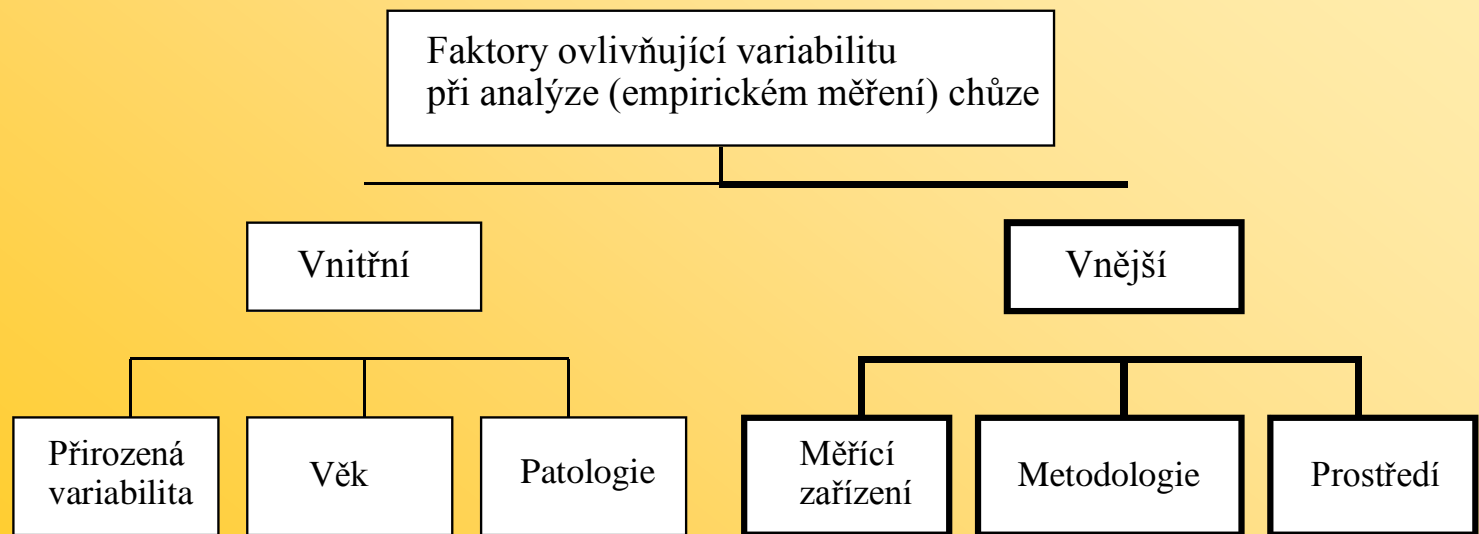 Faktory ovlivňující variabilitu
při analýze (empirickém měření) chůze
Vnitřní
Vnější
Přirozená
variabilita
Věk
Patologie
Měřící
zařízení
Metodologie
Prostředí